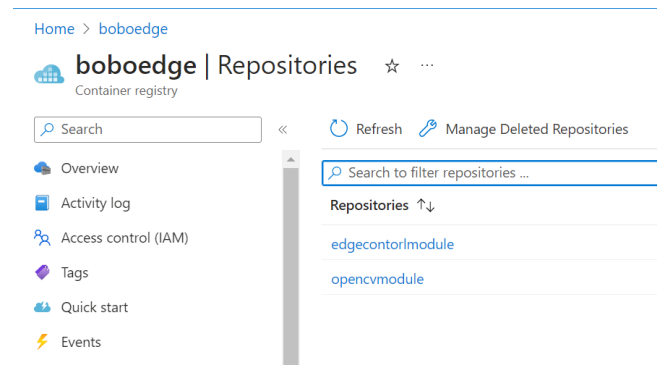 Home > boboedge
boboedge | Repositories ☆ ...
Container registry
Search
«
Refresh
Manage Deleted Repositories
Overview
Activity log
Access control (IAM)
Tags
Quick start
Events
Search to filter repositories ...
Repositories ↑↓
edgecontorlmodule
opencvmodule